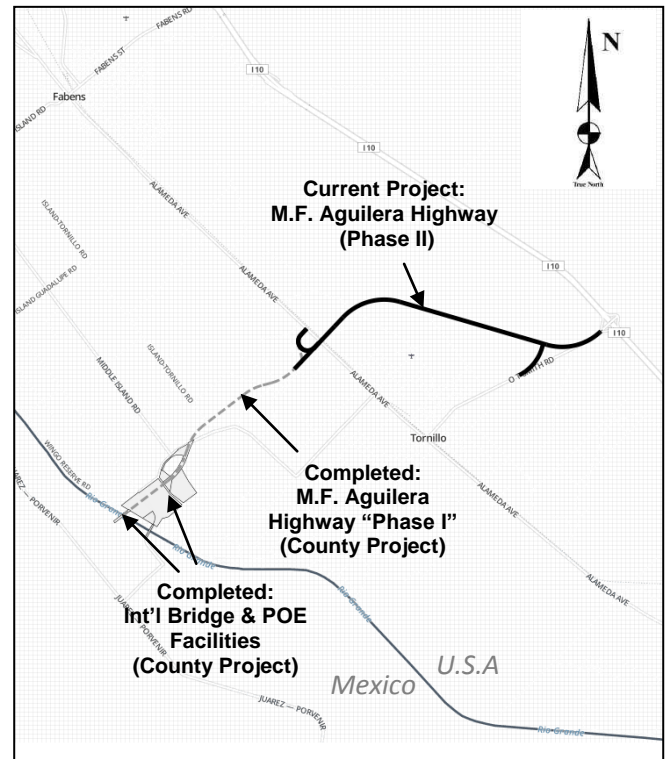 I10
FABENS ST
FABENS RD
Fabens
ISLAND RD
N
True North
I10
ALAMEDA AVE
Current Project:
M.F. Aguilera Highway
(Phase II)
ISLAND-TORNILLO RD
ISLAND GUADALUPE RD
ALAMEDA AVE
I10
I10
MIDDLE ISLAND RD
ISLAND-TORNILLO RD
ALAMEDA AVE
Tornillo
WINGO RESERVE RD
Completed:
M.F. Aguilera
Highway “Phase I”
(County Project)
ALAMEDA AVE
JUAREZ — PORVENIR
Rio Grande
Rio Grande
ALAMEDA AVE
Completed:
Int’l Bridge & POE
Facilities
(County Project)
Rio Grande
U.S.A
Mexico
JUAREZ — PORVENIR
Rio Grande